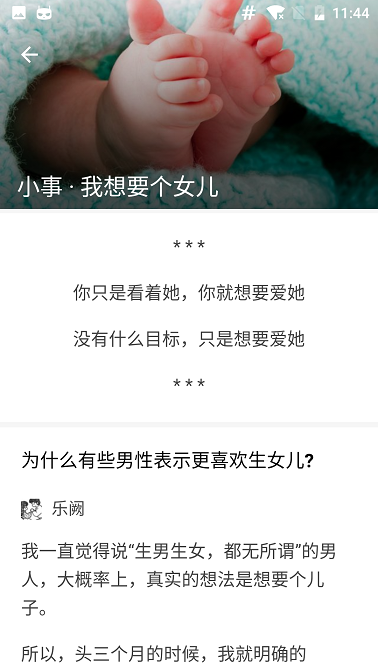 11:44
小事 · 我想要个女儿
***
你只是看着她，你就想要爱她
没有什么目标，只是想要爱她
***
为什么有些男性表示更喜欢生女儿?
乐阙
我一直觉得说“生男生女，都无所谓”的男
人，大概率上，真实的想法是想要个儿
子。
所以，头三个月的时候，我就明确的